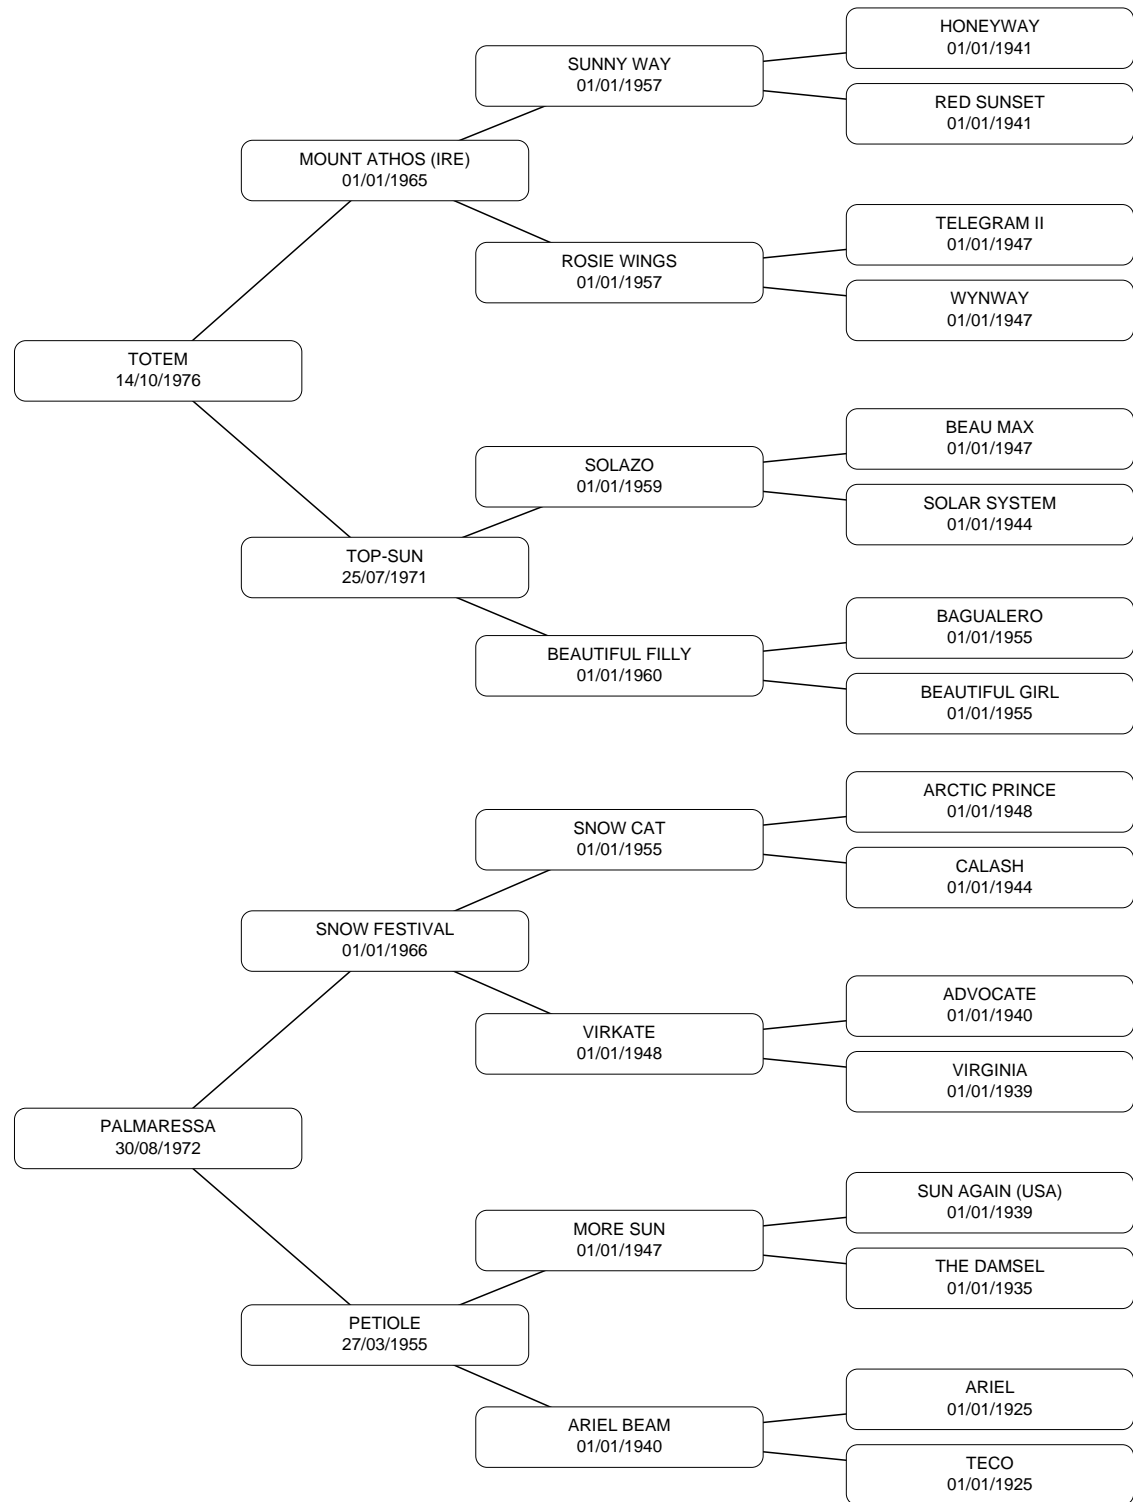 HONEYWAY
01/01/1941
SUNNY WAY
01/01/1957
RED SUNSET
01/01/1941
MOUNT ATHOS (IRE)
01/01/1965
TELEGRAM II
01/01/1947
ROSIE WINGS
01/01/1957
WYNWAY
01/01/1947
TOTEM
14/10/1976
BEAU MAX
01/01/1947
SOLAZO
01/01/1959
SOLAR SYSTEM
01/01/1944
TOP-SUN
25/07/1971
BAGUALERO
01/01/1955
BEAUTIFUL FILLY
01/01/1960
BEAUTIFUL GIRL
01/01/1955
ARCTIC PRINCE
01/01/1948
SNOW CAT
01/01/1955
CALASH
01/01/1944
SNOW FESTIVAL
01/01/1966
ADVOCATE
01/01/1940
VIRKATE
01/01/1948
VIRGINIA
01/01/1939
PALMARESSA
30/08/1972
SUN AGAIN (USA)
01/01/1939
MORE SUN
01/01/1947
THE DAMSEL
01/01/1935
PETIOLE
27/03/1955
ARIEL
01/01/1925
ARIEL BEAM
01/01/1940
TECO
01/01/1925